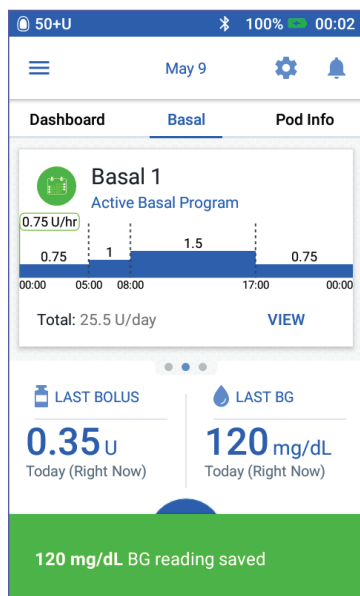 50+U 100% 00:02
May 9
Dashboard Basal Pod Info
Basal 1
Active Basal Program
0.75 U/hr
0.75 1 1.5 0.75
00:00 05:00 08:00 17:00 00:00
Total: 25.5 U/day VIEW
LAST BOLUS LAST BG
0.35 U 120 mg/dL
Today (Right Now) Today (Right Now)
120 mg/dL BG reading saved